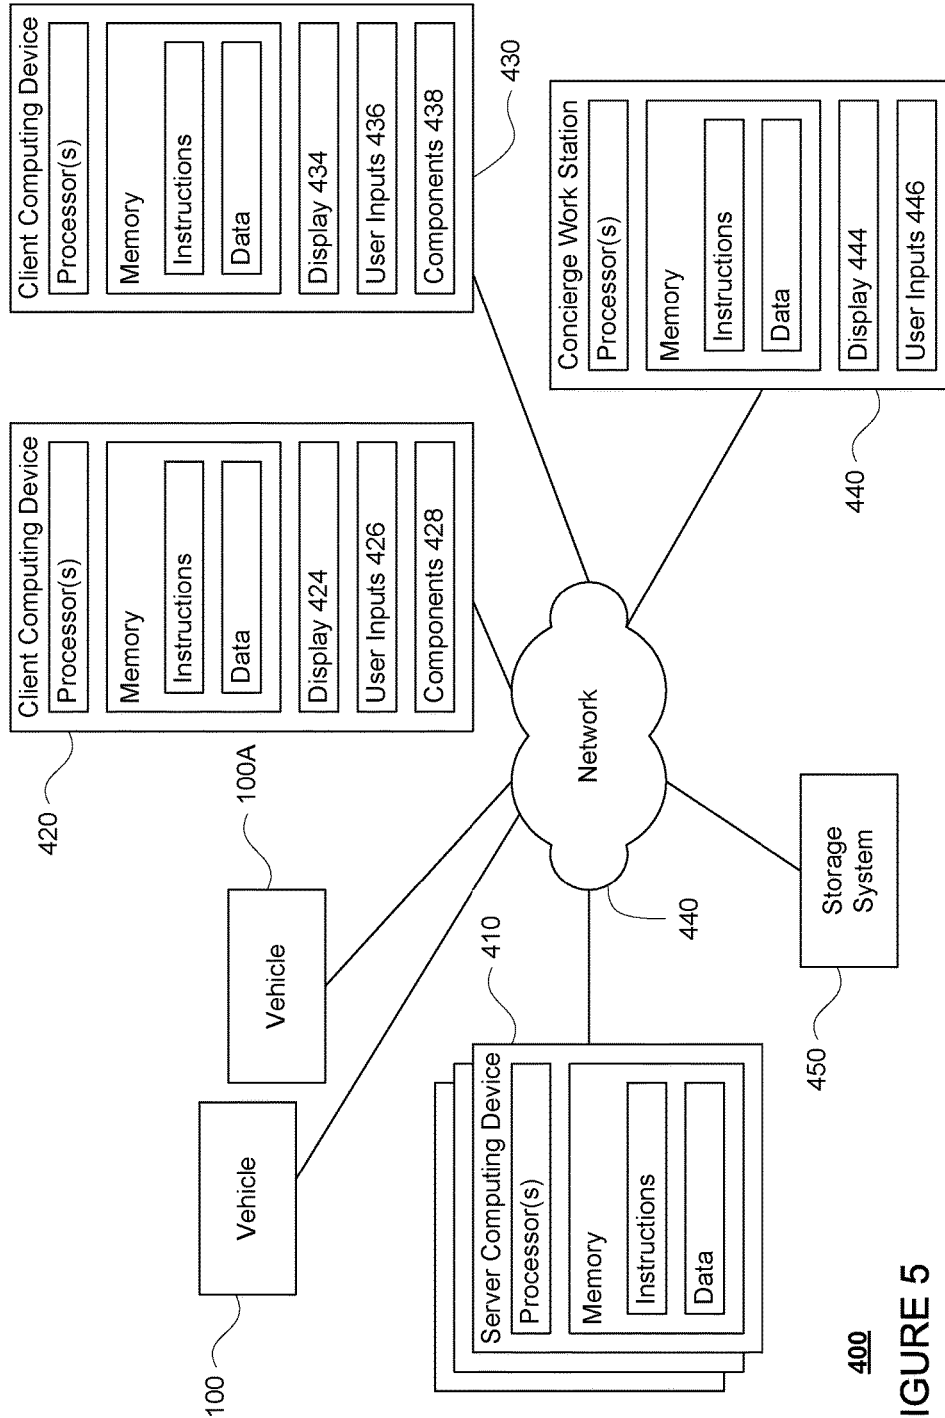 Client Computing Device
Processor(s)
Memory
Instructions
Data
Display 424
User Inputs 426
Components 428
420
Client Computing Device
Processor(s)
Memory
Instructions
Data
Display 434
User Inputs 436
Components 438
430
Vehicle
100
Vehicle
100A
Network
440
Server Computing Device
Processor(s)
Memory
Instructions
Data
410
Storage
System
450
Concierge Work Station
Processor(s)
Memory
Instructions
Data
Display 444
User Inputs 446
440
400
IGURE 5